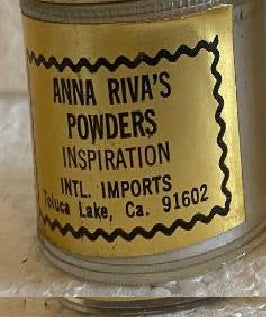 ANNA RIVA'S
POWDERS
INSPIRATION
INTL. IMPORTS
Toluca Lake, Ca. 91602